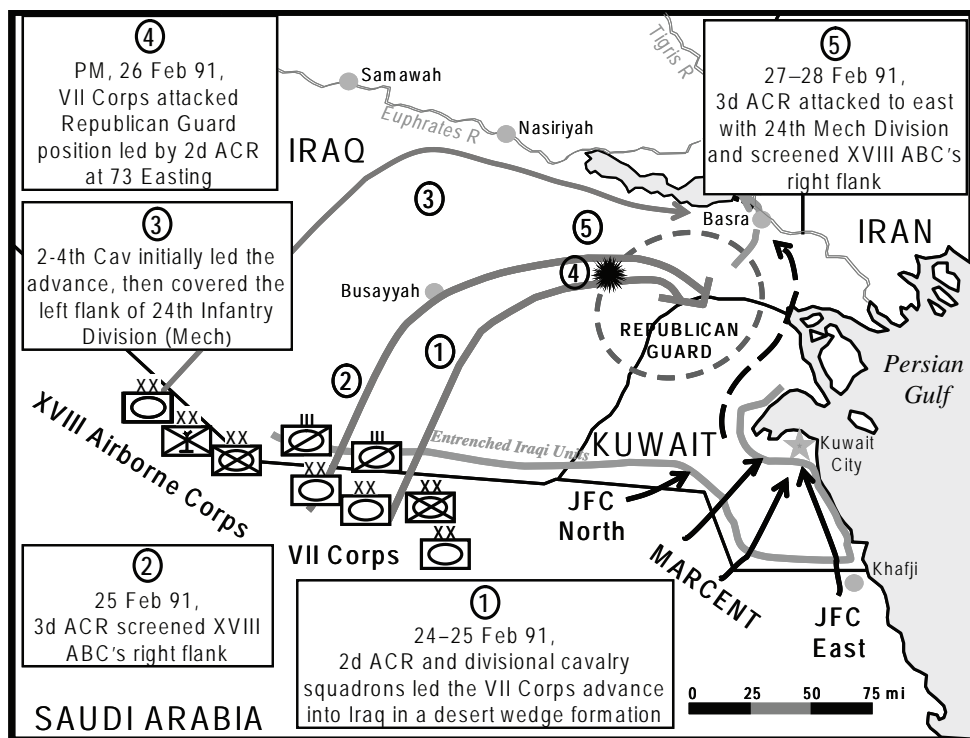 4
PM, 26 Feb 91,
VII Corps attacked
Republican Guard
position led by 2d ACR
at 73 Easting
Samawah
Euphrates R
Nasiriyah
Tigris R
5
27–28 Feb 91,
3d ACR attacked to east
with 24th Mech Division
and screened XVIII ABC's
right flank
IRAQ
3
2-4th Cav initially led the
advance, then covered the
left flank of 24th Infantry
Division (Mech)
3
Basra
IRAN
5
4
Busayyah
REPUBLICAN
GUARD
1
2
Persian
Gulf
XX
XX
XX
XVIII Airborne Corps
III
III
Entrenched Iraqi Units
KUWAIT
Kuwait
City
XX
XX
XX
XX
VII Corps
JFC
North
MARCENT
JFC
East
Khafji
2
25 Feb 91,
3d ACR screened XVIII
ABC's right flank
1
24–25 Feb 91,
2d ACR and divisional cavalry
squadrons led the VII Corps advance
into Iraq in a desert wedge formation
0 25 50 75 mi
SAUDI ARABIA